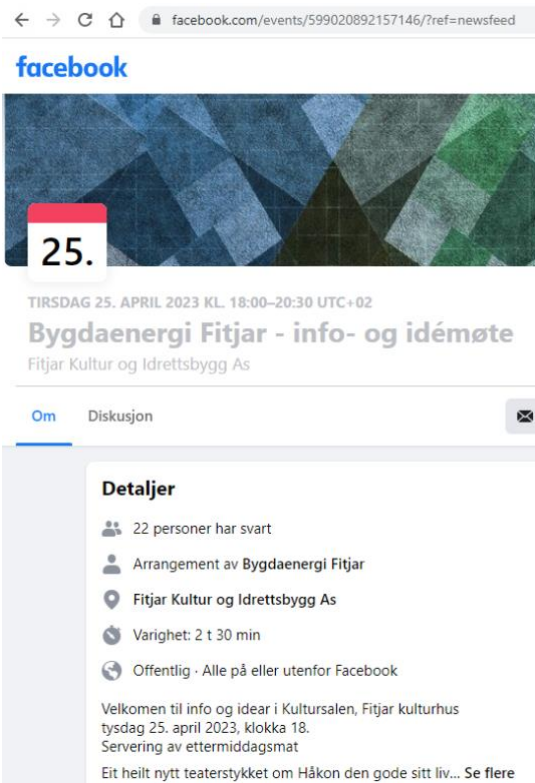 facebook.com/events/599020892157146/?ref=newsfeed
facebook
25.
TIRSDAG 25. APRIL 2023 KL. 18:00–20:30 UTC+02
Bygdaenergi Fitjar - info- og idémøte
Fitjar Kultur og Idrettsbygg As
Om Diskusjon
Detaljer
22 personer har svart
Arrangement av Bygdaenergi Fitjar
Fitjar Kultur og Idrettsbygg As
Varighet: 2 t 30 min
Offentlig · Alle på eller utenfor Facebook
Velkomen til info og idear i Kultursalen, Fitjar kulturhus
tysdag 25. april 2023, klokka 18.
Servering av ettermiddagsmat
Eit heilt nytt teaterstykket om Håkon den gode sitt liv... Se flere